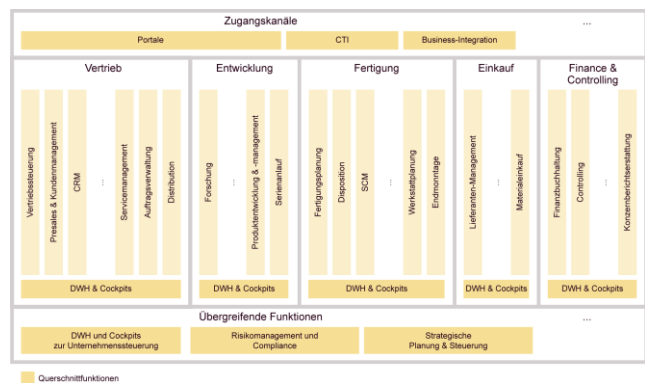 Zugangskanäle
...
Portale
CTI
Business-Integration
Vertrieb
Entwicklung
Fertigung
Einkauf
Finance &
Controlling
Vertriebssteuerung
Presales & Kundenmanagement
CRM
...
Servicemanagement
Auftragsverwaltung
Distribution
Forschung
...
Produktentwicklung & -management
Serienanlauf
Fertigungsplanung
Disposition
SCM
...
Werkstattplanung
Endmonntage
Lieferanten-Management
...
Materialeinkauf
Finanzbuchhaltung
Controlling
...
Konzernberichtserstattung
DWH & Cockpits
DWH & Cockpits
DWH & Cockpits
DWH & Cockpits
DWH & Cockpits
Übergreifende Funktionen
...
DWH und Cockpits
zur Unternehmenssteuerung
Risikomanagement und
Compliance
Strategische
Planung & Steuerung
Querschnittfunktionen